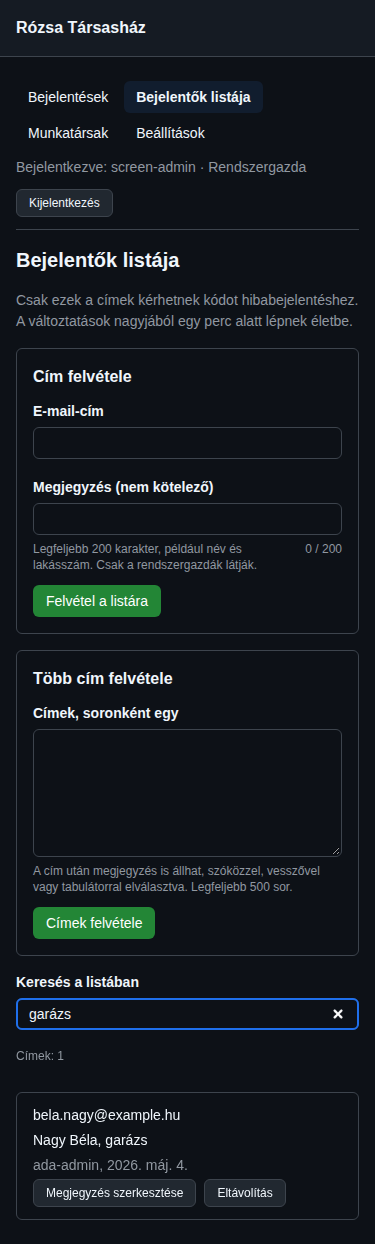 Rózsa Társasház
Bejelentések
Bejelentők listája
Munkatársak
Beállítások
Bejelentkezve: screen-admin · Rendszergazda
Kijelentkezés
Bejelentők listája
Csak ezek a címek kérhetnek kódot hibabejelentéshez.
A változtatások nagyjából egy perc alatt lépnek életbe.
Cím felvétele
E-mail-cím
Megjegyzés (nem kötelező)
Legfeljebb 200 karakter, például név és
lakásszám. Csak a rendszergazdák látják.
0 / 200
Felvétel a listára
Több cím felvétele
Címek, soronként egy
A cím után megjegyzés is állhat, szóközzel, vesszővel
vagy tabulátorral elválasztva. Legfeljebb 500 sor.
Címek felvétele
Keresés a listában
garázs
Címek: 1
bela.nagy@example.hu
Nagy Béla, garázs
ada-admin, 2026. máj. 4.
Megjegyzés szerkesztése
Eltávolítás